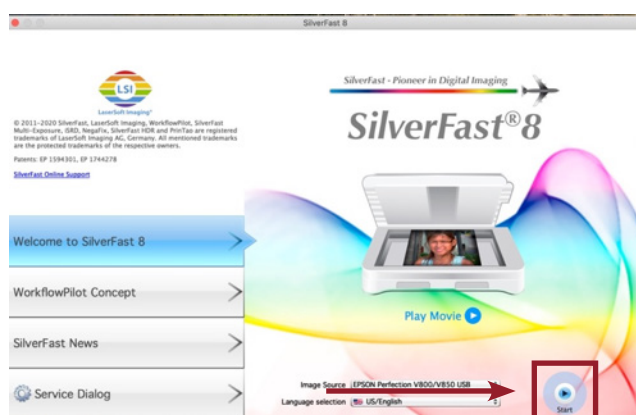 SilverFast 8
LSI
LaserSoft Imaging®
© 2011-2020 SilverFast, LaserSoft Imaging, WorkflowPilot, SilverFast
Multi-Exposure, iSRD, NegaFix, SilverFast HDR and PrinTao are registered
trademarks of LaserSoft Imaging AG, Germany. All mentioned trademarks
are the protected trademarks of the respective owners.
Patents: EP 1594301, EP 1744278
SilverFast Online Support
SilverFast - Pioneer in Digital Imaging
SilverFast®8
Welcome to SilverFast 8
WorkflowPilot Concept
SilverFast News
Service Dialog
Play Movie
Image Source EPSON Perfection V800/V850 USB
Language selection US/English
Start